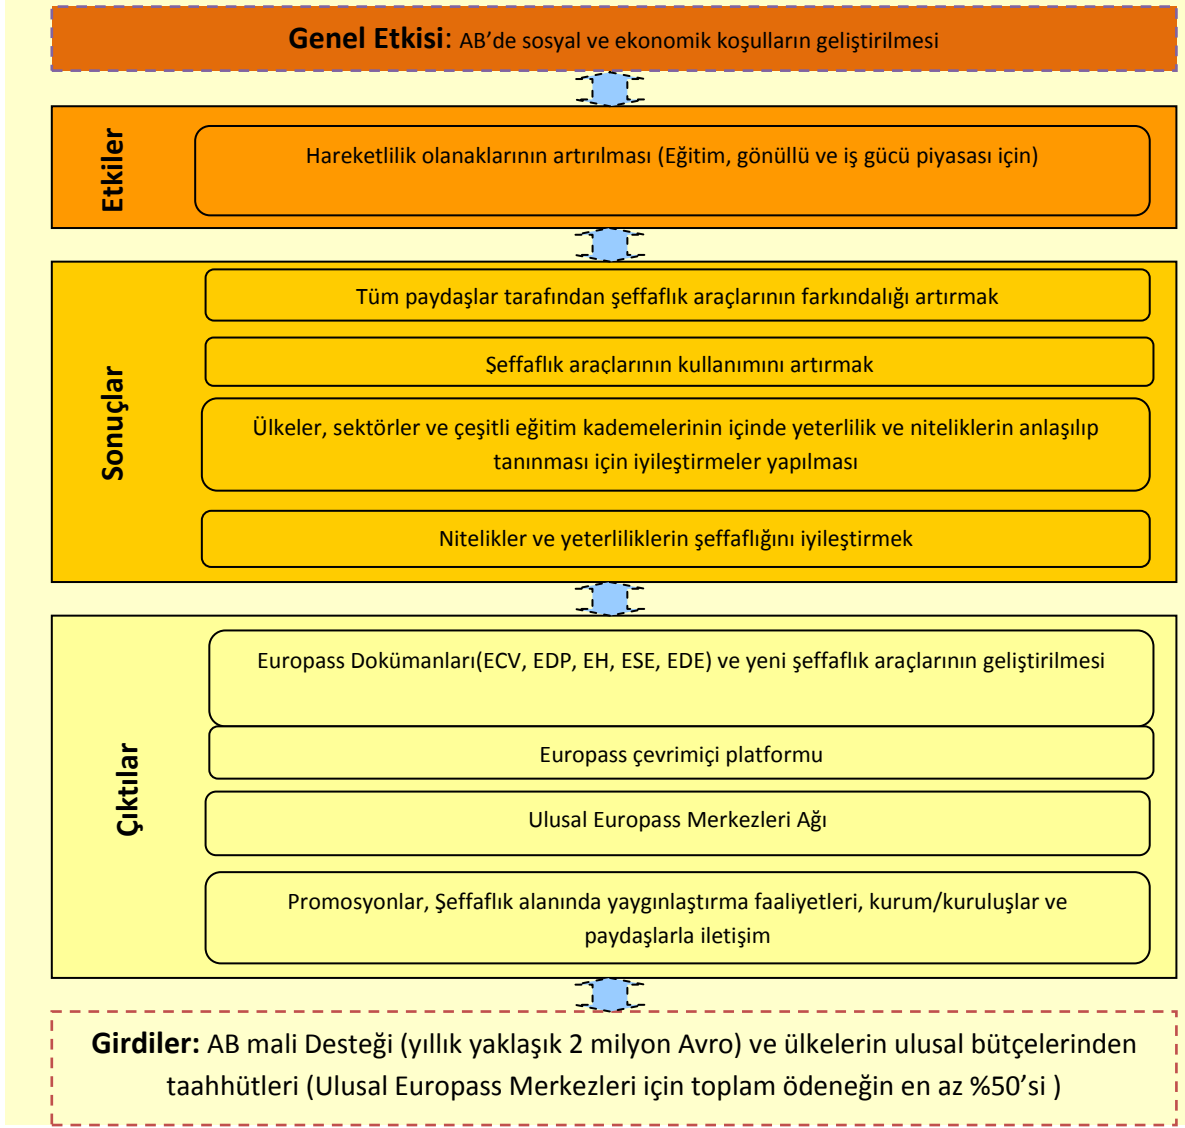 Genel Etkisi: AB’de sosyal ve ekonomik koşulların geliştirilmesi
Etkiler
Hareketlilik olanaklarının artırılması (Eğitim, gönüllü ve iş gücü piyasası için)
Sonuçlar
Tüm paydaşlar tarafından şeffaflık araçlarının farkındalığı artırmak
Şeffaflık araçlarının kullanımını artırmak
Ülkeler, sektörler ve çeşitli eğitim kademelerinin içinde yeterlilik ve niteliklerin anlaşılıp
tanınması için iyileştirmeler yapılması
Nitelikler ve yeterliliklerin şeffaflığını iyileştirmek
Çıktılar
Europass Dokümanları(ECV, EDP, EH, ESE, EDE) ve yeni şeffaflık araçlarının geliştirilmesi
Europass çevrimiçi platformu
Ulusal Europass Merkezleri Ağı
Promosyonlar, Şeffaflık alanında yaygınlaştırma faaliyetleri, kurum/kuruluşlar ve
paydaşlarla iletişim
Girdiler: AB mali Desteği (yıllık yaklaşık 2 milyon Avro) ve ülkelerin ulusal bütçelerinden
taahhütleri (Ulusal Europass Merkezleri için toplam ödeneğin en az %50’si )